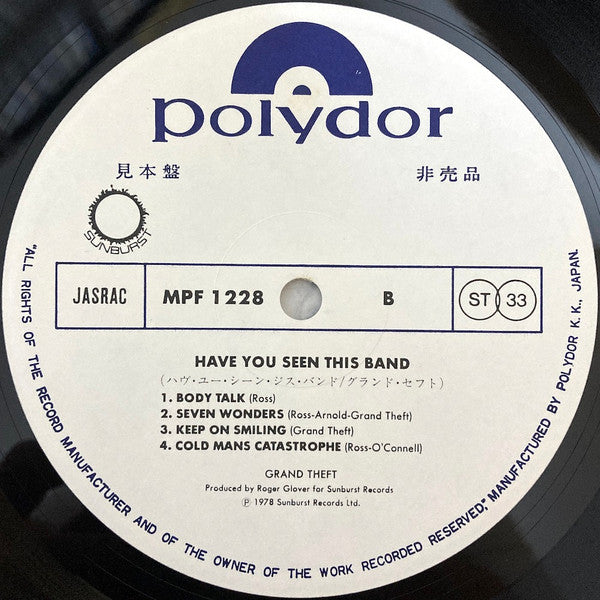 polydor
見本盤
非売品
SUNBURST
JASRAC
MPF 1228
B
ST 33
HAVE YOU SEEN THIS BAND
(ハヴ・ユー・シーン・ジス・バンド/グランド・セフト)
1. BODY TALK (Ross)
2. SEVEN WONDERS (Ross-Arnold-Grand Theft)
3. KEEP ON SMILING (Grand Theft)
4. COLD MANS CATASTROPHE (Ross-O'Connell)
GRAND THEFT
Produced by Roger Glover for Sunburst Records
Ⓟ 1978 Sunburst Records Ltd.
"ALL RIGHTS OF THE RECORD MANUFACTURER AND OF THE OWNER OF THE WORK RECORDED RESERVED," MANUFACTURED BY POLYDOR K.K., JAPAN.